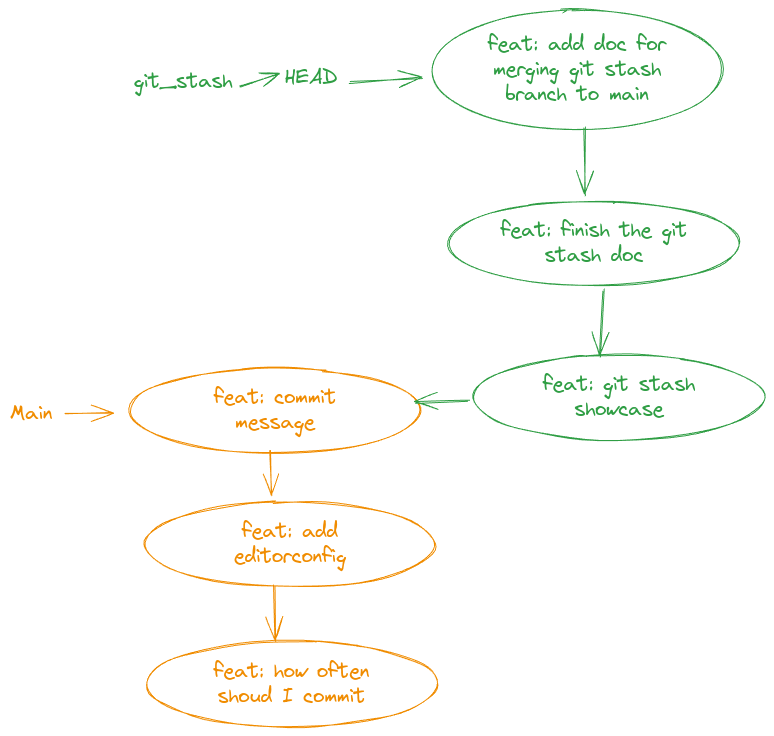 feat: add doc for
merging git stash
branch to main
git_stash
HEAD
feat: finish the git
stash doc
feat: git stash
showcase
Main
feat: commit
message
feat: add
editorconfig
feat: how often
shoud I commit